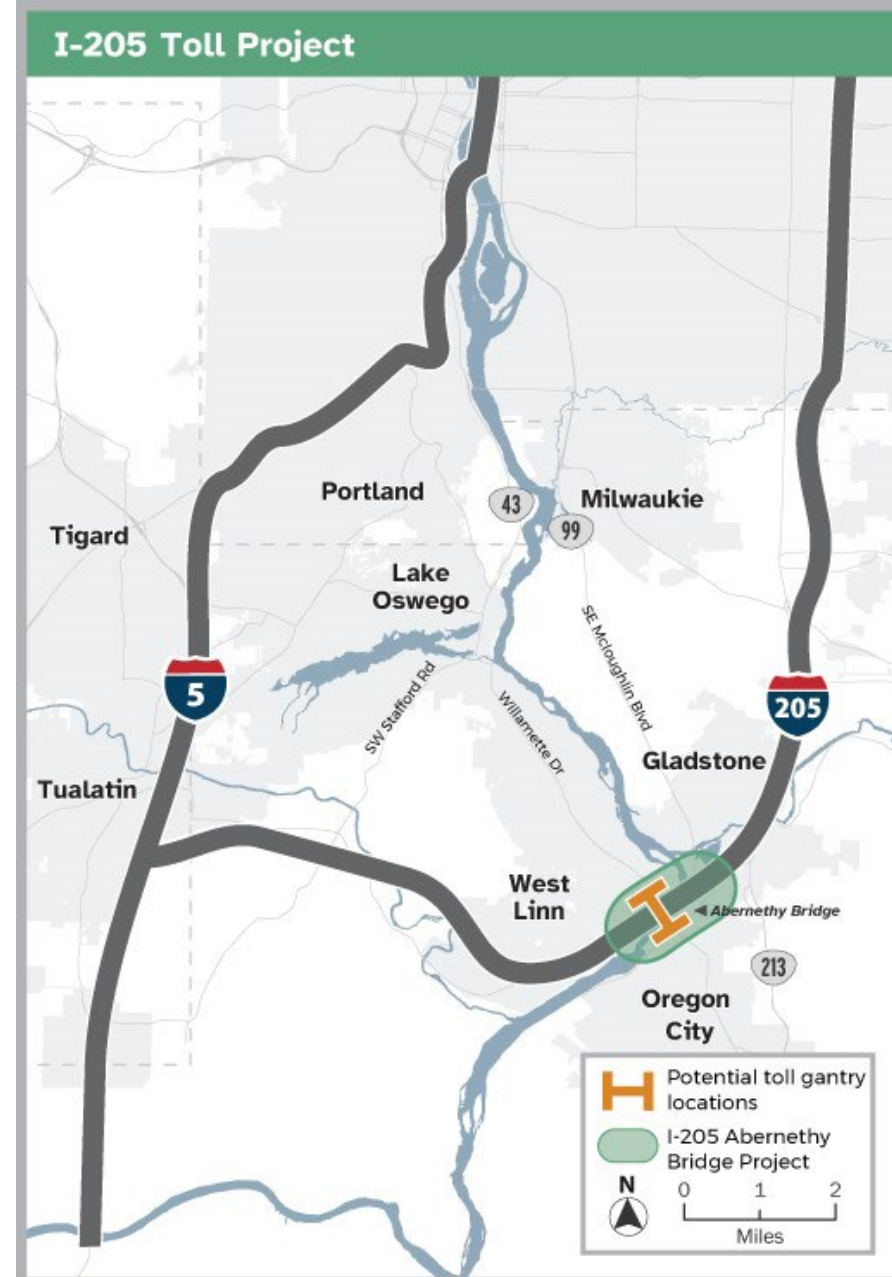 I-205 Toll Project
Portland
43
Milwaukie
99
Tigard
Lake
Oswego
SE Mcloughlin Blvd
5
SW Stafford Rd
Willamette Dr
205
Gladstone
Tualatin
West
Linn
Abernethy Bridge
213
Oregon
City
Potential toll gantry
locations
I-205 Abernethy
Bridge Project
N
0 1 2
Miles